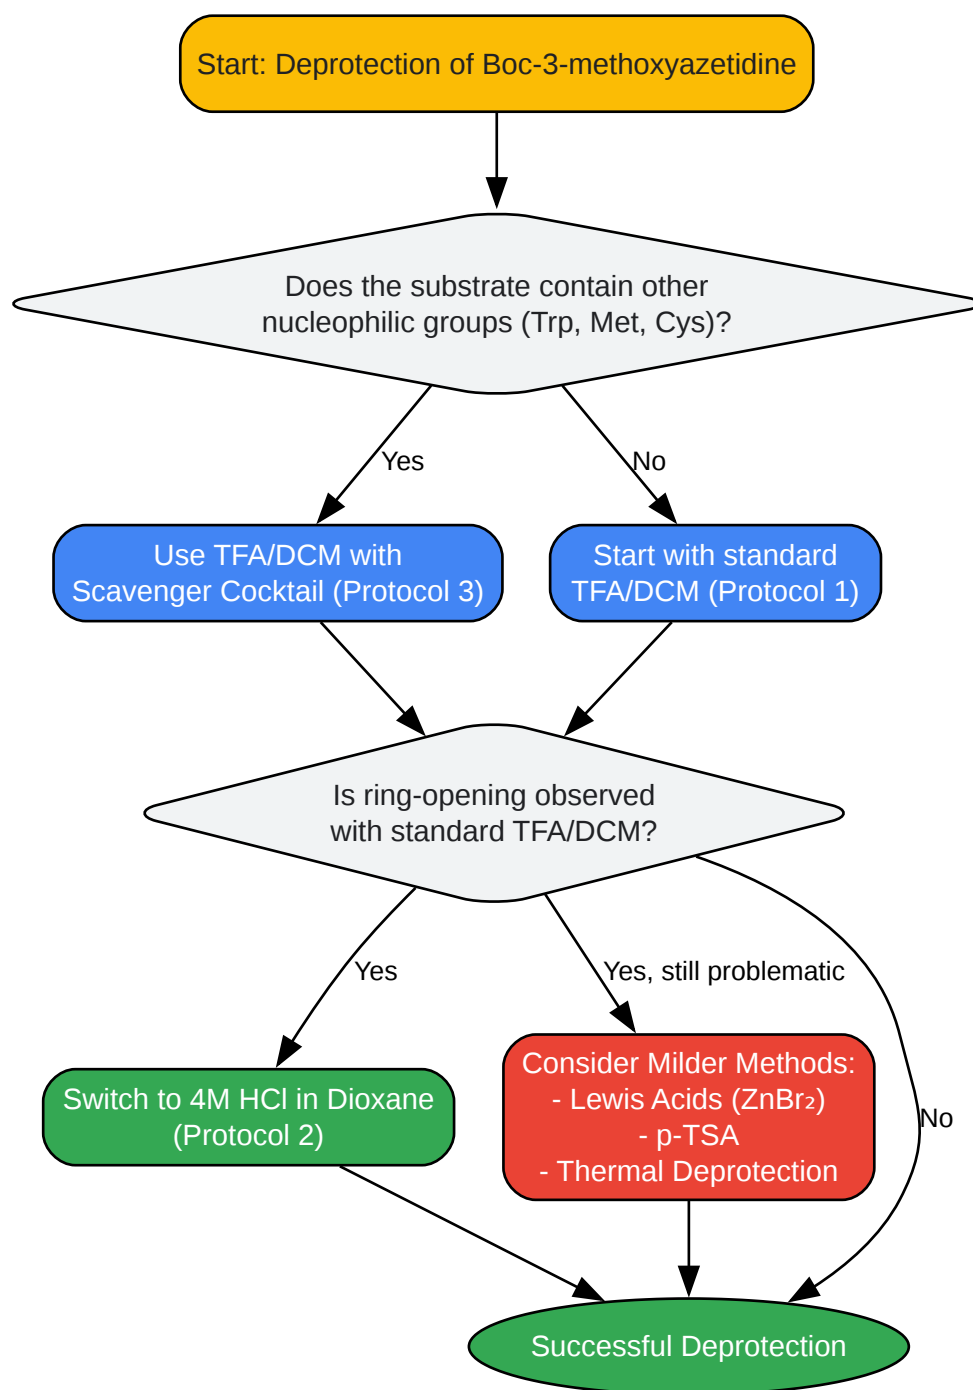 Start: Deprotection of Boc-3-methoxyazetidine
Does the substrate contain other
nucleophilic groups (Trp, Met, Cys)?
Yes
No
Use TFA/DCM with
Scavenger Cocktail (Protocol 3)
Start with standard
TFA/DCM (Protocol 1)
Is ring-opening observed
with standard TFA/DCM?
Yes
Yes, still problematic
No
Switch to 4M HCl in Dioxane
(Protocol 2)
Consider Milder Methods:
- Lewis Acids (ZnBr₂)
- p-TSA
- Thermal Deprotection
Successful Deprotection